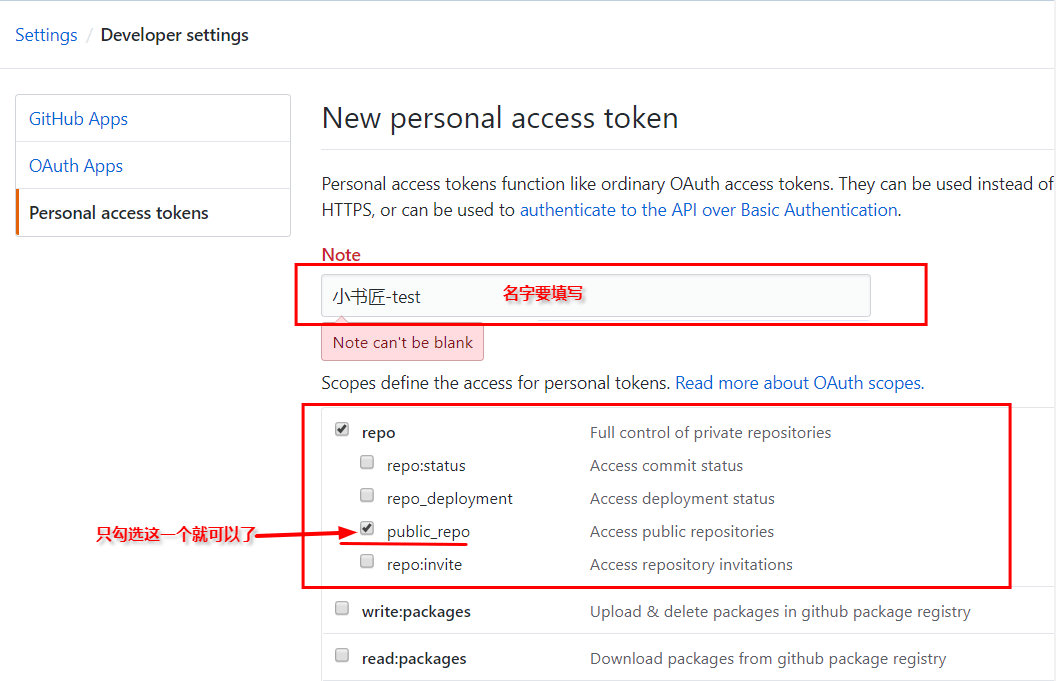 Settings / Developer settings
GitHub Apps
OAuth Apps
Personal access tokens
New personal access token
Personal access tokens function like ordinary OAuth access tokens. They can be used instead of
HTTPS, or can be used to authenticate to the API over Basic Authentication.
Note
小书匠-test 名字要填写
Note can't be blank
Scopes define the access for personal tokens. Read more about OAuth scopes.
repo Full control of private repositories
repo:status Access commit status
repo_deployment Access deployment status
只勾选这一个就可以了 public_repo Access public repositories
repo:invite Access repository invitations
write:packages Upload & delete packages in github package registry
read:packages Download packages from github package registry